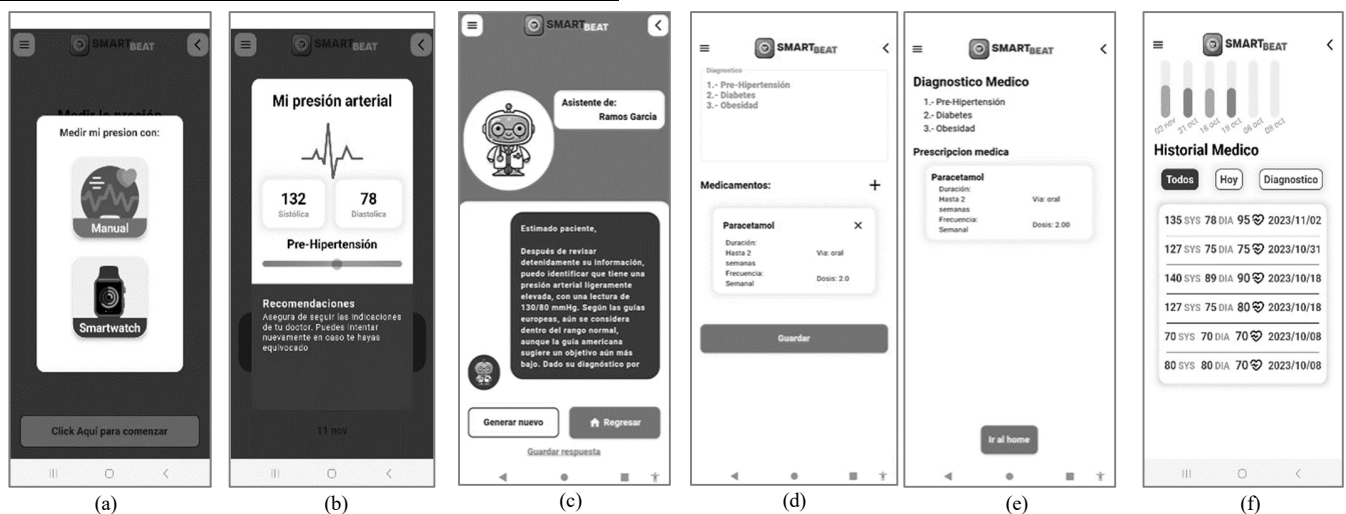 SMARTBEAT
Medir la presión
Medir mi presion con:
Manual
Smartwatch
Click Aquí para comenzar
(a)
SMARTBEAT
Mi presión arterial
132
Sistólica
78
Diastolica
Pre-Hipertensión
Recomendaciones
Asegura de seguir las indicaciones
de tu doctor. Puedes intentar
nuevamente en caso te hayas
equivocado
11 nov
(b)
SMARTBEAT
Asistente de:
Ramos Garcia
Estimado paciente,
Después de revisar
detenidamente su información,
puedo identificar que tiene una
presión arterial ligeramente
elevada, con una lectura de
130/80 mmHg. Según las guías
europeas, aún se considera
dentro del rango normal,
aunque la guía americana
sugiere un objetivo aún más
bajo. Dado su diagnóstico por
Generar nuevo
Regresar
Guardar respuesta
(c)
SMARTBEAT
Diagnostico
1.- Pre-Hipertensión
2.- Diabetes
3.- Obesidad
Medicamentos:
+
Paracetamol
Duración:
Hasta 2
semanas
Via: oral
Frecuencia:
Semanal
Dosis: 2.0
Guardar
(d)
SMARTBEAT
Diagnostico Medico
1.- Pre-Hipertensión
2.- Diabetes
3.- Obesidad
Prescripcion medica
Paracetamol
Duración:
Hasta 2
semanas
Via: oral
Frecuencia:
Semanal
Dosis: 2.00
Ir al home
(e)
SMARTBEAT
02 nov 21 oct 18 oct 18 oct 08 oct 08 oct
Historial Medico
Todos Hoy Diagnostico
135 SYS 78 DIA 95 2023/11/02
127 SYS 75 DIA 75 2023/10/31
140 SYS 89 DIA 90 2023/10/18
127 SYS 75 DIA 80 2023/10/18
70 SYS 70 DIA 70 2023/10/08
80 SYS 80 DIA 70 2023/10/08
(f)